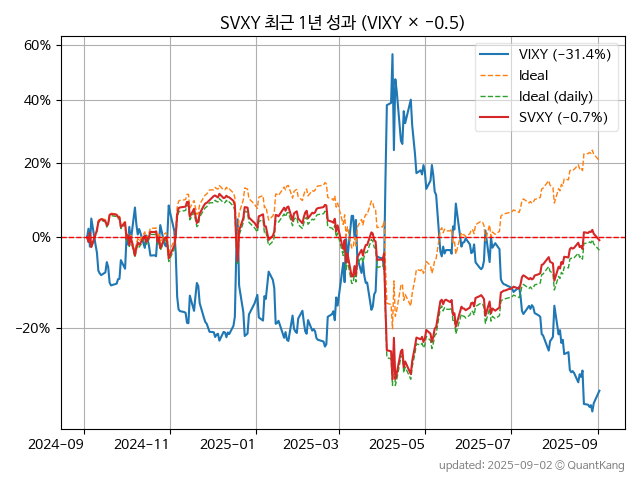 SVXY 최근 1년 성과 (VIXY × −0.5)
60%
40%
20%
0%
−20%
VIXY (−31.4%)
Ideal
Ideal (daily)
SVXY (−0.7%)
2024-09
2024-11
2025-01
2025-03
2025-05
2025-07
2025-09
updated: 2025-09-02 @ QuantKang